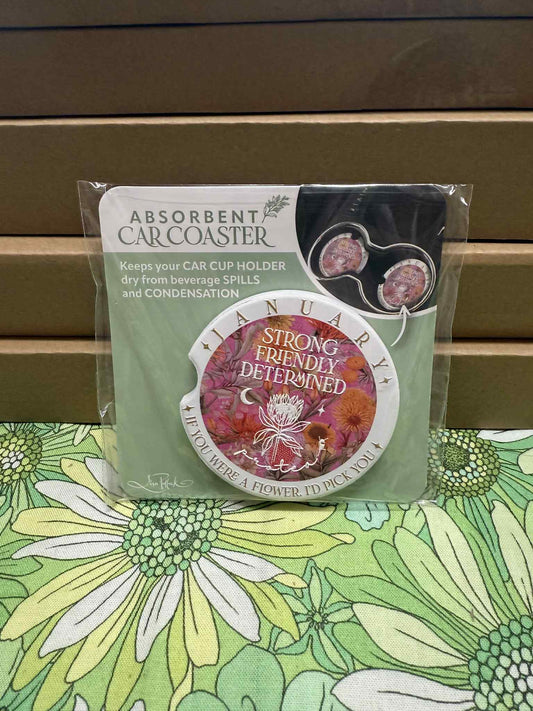 ABSORBENT
CAR COASTER
Keeps your CAR CUP HOLDER
dry from beverage SPILLS
and CONDENSATION
JANUARY
STRONG
FRIENDLY
DETERMINED
protea
IF YOU WERE A FLOWER, I'D PICK YOU